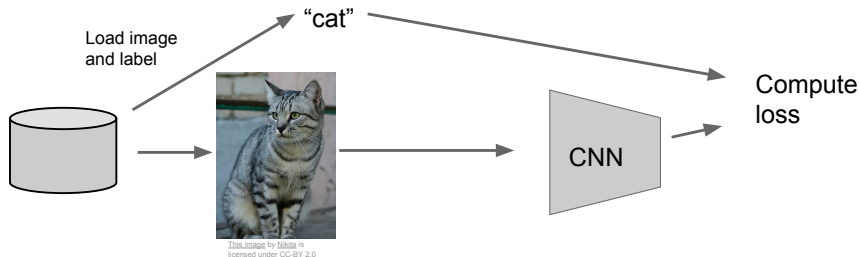 Load image
and label
“cat”
CNN
Compute
loss
This image by Nikita is
licensed under CC-BY 2.0